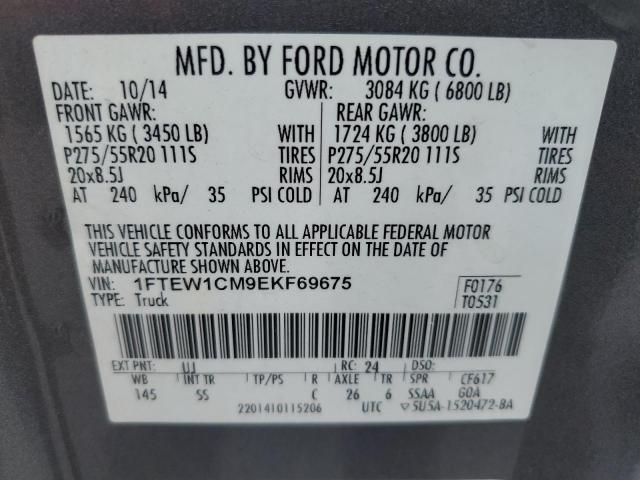 MFD. BY FORD MOTOR CO.
DATE: 10/14 GVWR: 3084 KG ( 6800 LB)
FRONT GAWR: REAR GAWR:
1565 KG ( 3450 LB) WITH 1724 KG ( 3800 LB) WITH
P275/55R20 111S TIRES P275/55R20 111S TIRES
20x8.5J RIMS 20x8.5J RIMS
AT 240 kPa/ 35 PSI COLD AT 240 kPa/ 35 PSI COLD
THIS VEHICLE CONFORMS TO ALL APPLICABLE FEDERAL MOTOR
VEHICLE SAFETY STANDARDS IN EFFECT ON THE DATE OF
MANUFACTURE SHOWN ABOVE.
VIN: 1FTEW1CM9EKF69675 F0176
TYPE: Truck T0531
EXT PNT: UJ RC: 24 DSO:
WB INT TR TP/PS R AXLE TR SPR CF617
145 SS C 26 6 SSAA GOA
2201410115206 UTC ▽5U5A-1520472-BA